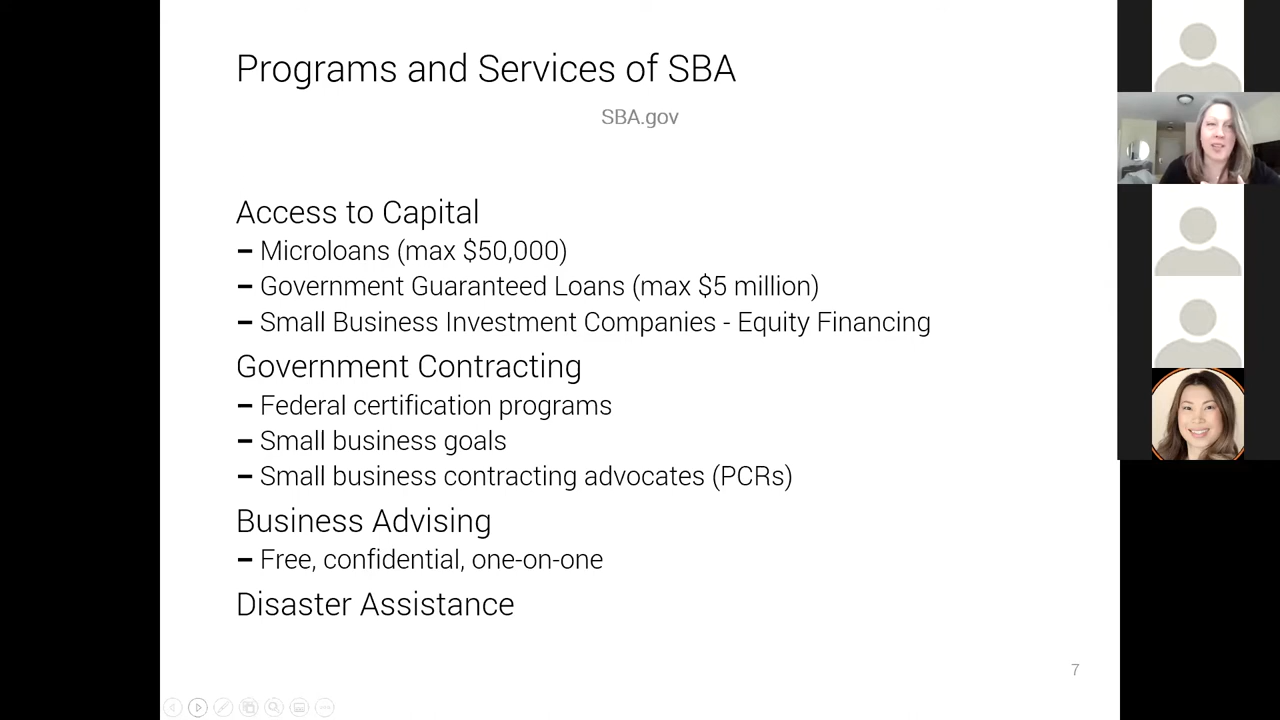 Programs and Services of SBA
SBA.gov
Access to Capital
– Microloans (max $50,000)
– Government Guaranteed Loans (max $5 million)
– Small Business Investment Companies - Equity Financing
Government Contracting
– Federal certification programs
– Small business goals
– Small business contracting advocates (PCRs)
Business Advising
– Free, confidential, one-on-one
Disaster Assistance
7